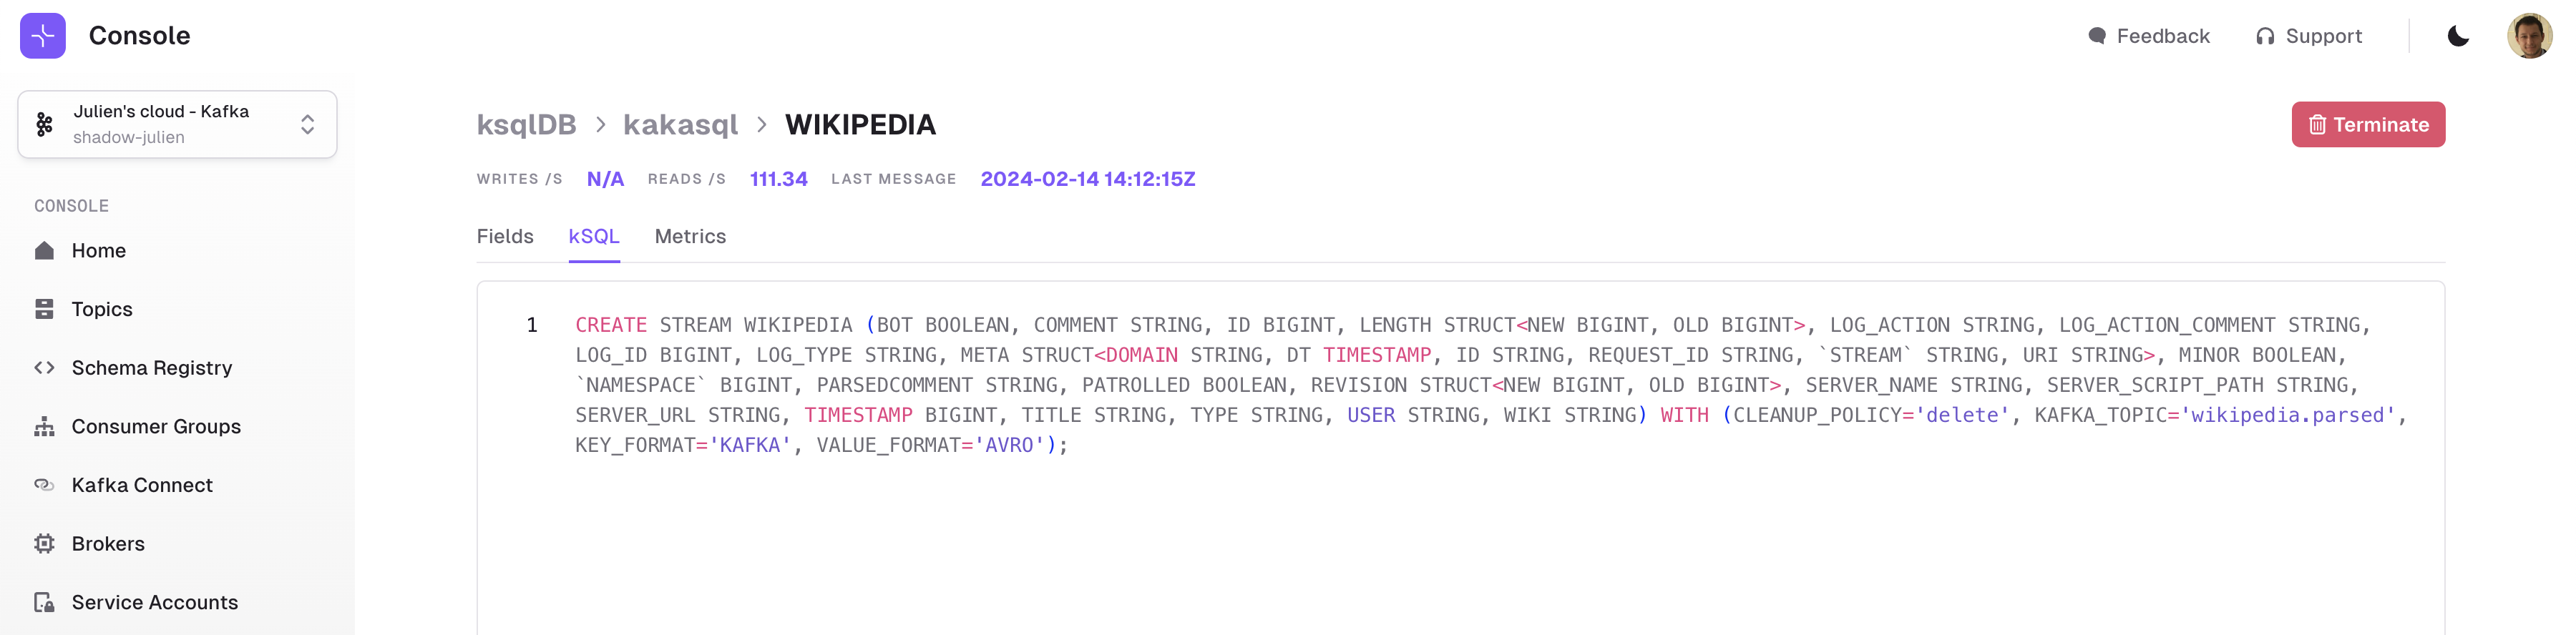 Console
Feedback
Support
Julien's cloud - Kafka
shadow-julien
CONSOLE
Home
Topics
Schema Registry
Consumer Groups
Kafka Connect
Brokers
Service Accounts
ksqlDB > kakasql > WIKIPEDIA
Terminate
WRITES /S N/A READS /S 111.34 LAST MESSAGE 2024-02-14 14:12:15Z
Fields kSQL Metrics
1 CREATE STREAM WIKIPEDIA (BOT BOOLEAN, COMMENT STRING, ID BIGINT, LENGTH STRUCT<NEW BIGINT, OLD BIGINT>, LOG_ACTION STRING, LOG_ACTION_COMMENT STRING,
LOG_ID BIGINT, LOG_TYPE STRING, META STRUCT<DOMAIN STRING, DT TIMESTAMP, ID STRING, REQUEST_ID STRING, `STREAM` STRING, URI STRING>, MINOR BOOLEAN,
`NAMESPACE` BIGINT, PARSEDCOMMENT STRING, PATROLLED BOOLEAN, REVISION STRUCT<NEW BIGINT, OLD BIGINT>, SERVER_NAME STRING, SERVER_SCRIPT_PATH STRING,
SERVER_URL STRING, TIMESTAMP BIGINT, TITLE STRING, TYPE STRING, USER STRING, WIKI STRING) WITH (CLEANUP_POLICY='delete', KAFKA_TOPIC='wikipedia.parsed',
KEY_FORMAT='KAFKA', VALUE_FORMAT='AVRO');